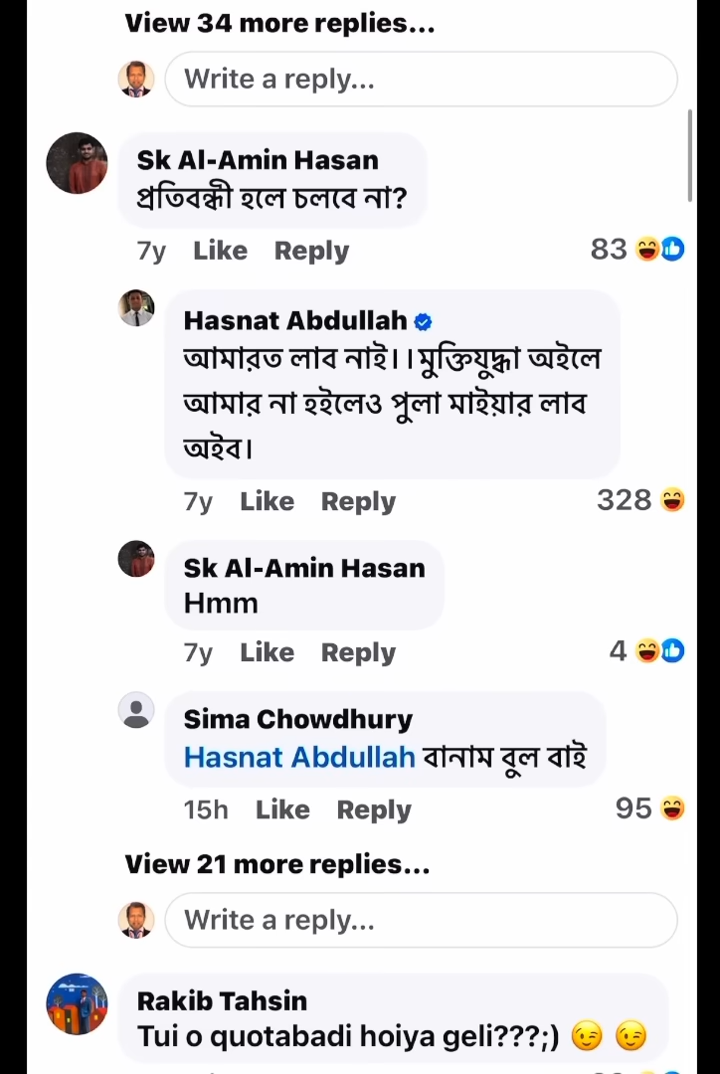 View 34 more replies...
Write a reply...
Sk Al-Amin Hasan
প্রতিবন্ধী হলে চলবে না?
7y Like Reply 83
Hasnat Abdullah
আমারত লাব নাই।।মুক্তিযুদ্ধা অইলে
আমার না হইলেও পুলা মাইয়ার লাব
অইব।
7y Like Reply 328
Sk Al-Amin Hasan
Hmm
7y Like Reply 4
Sima Chowdhury
Hasnat Abdullah বানাম বুল বাই
15h Like Reply 95
View 21 more replies...
Write a reply...
Rakib Tahsin
Tui o quotabadi hoiya geli???;) 😉 😉